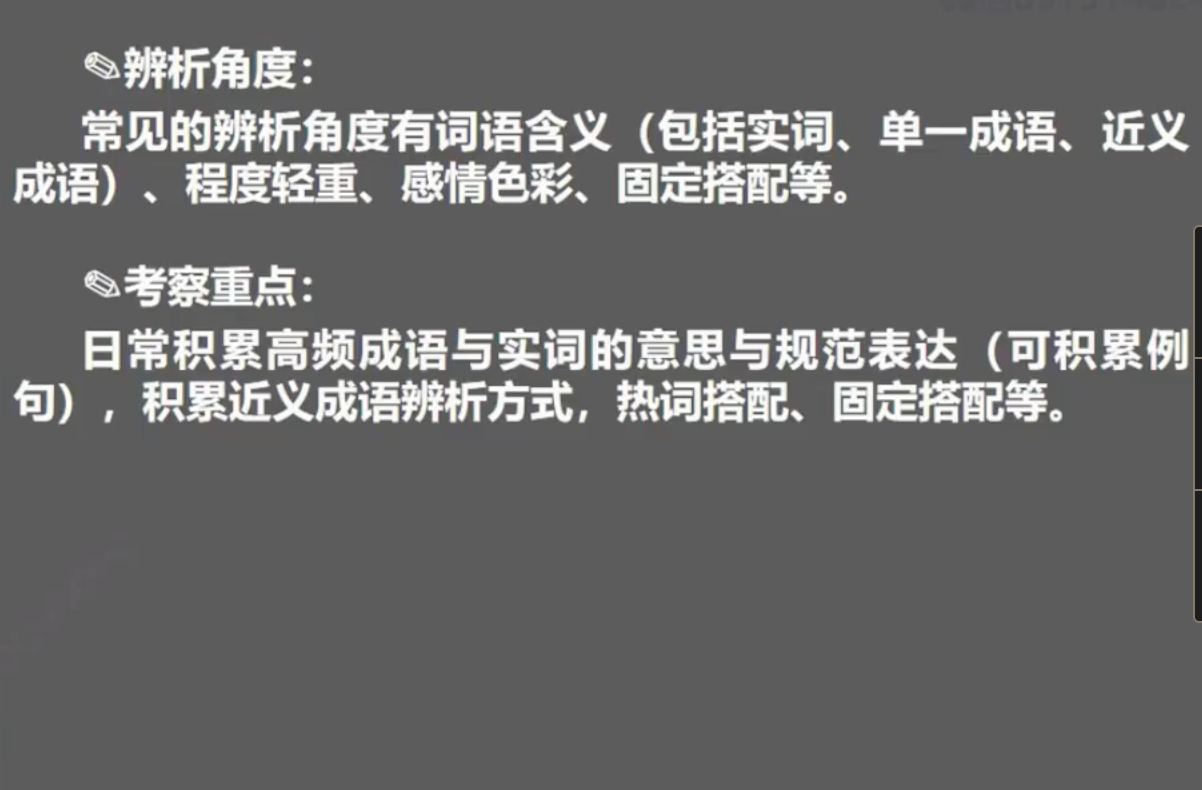 ✎辨析角度：
常见的辨析角度有词语含义（包括实词、单一成语、近义
成语）、程度轻重、感情色彩、固定搭配等。
✎考察重点：
日常积累高频成语与实词的意思与规范表达（可积累例
句），积累近义成语辨析方式，热词搭配、固定搭配等。